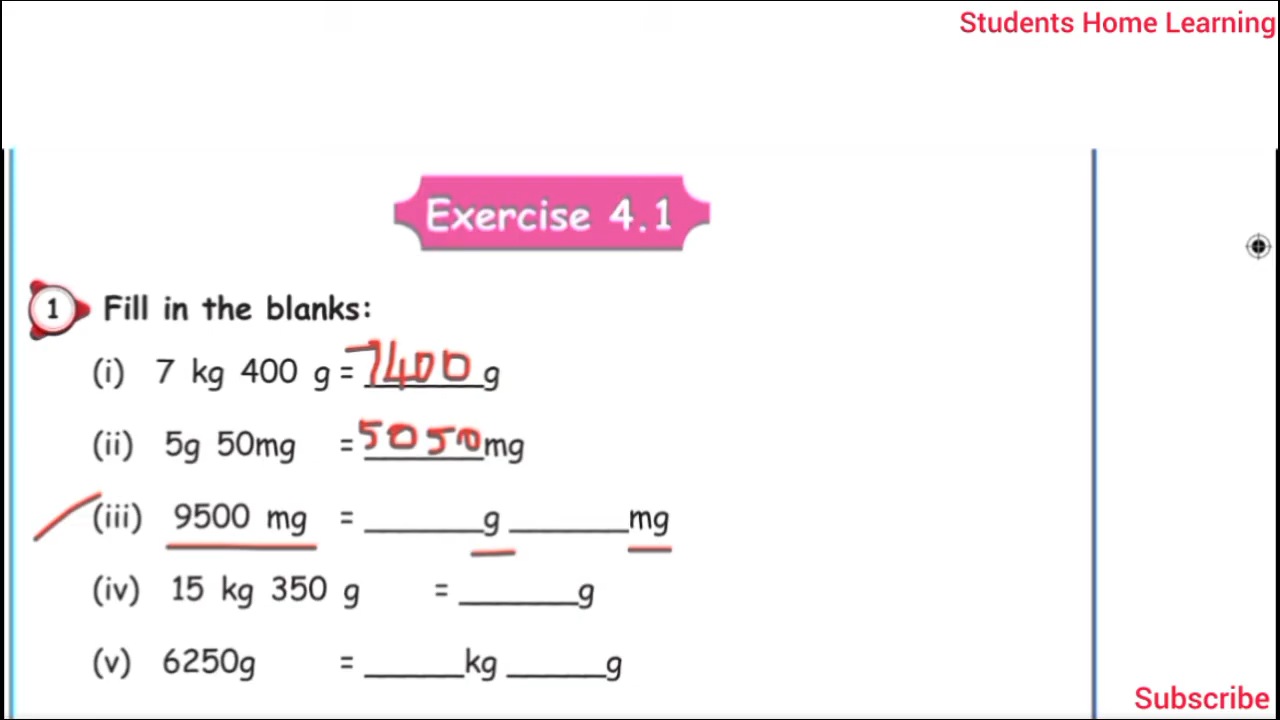 Students Home Learning
Exercise 4.1
1 Fill in the blanks:
(i) 7 kg 400 g = 7400 g
(ii) 5g 50mg = 5050 mg
(iii) 9500 mg = ______g ______mg
(iv) 15 kg 350 g = ______g
(v) 6250g = ______kg ______g
Subscribe